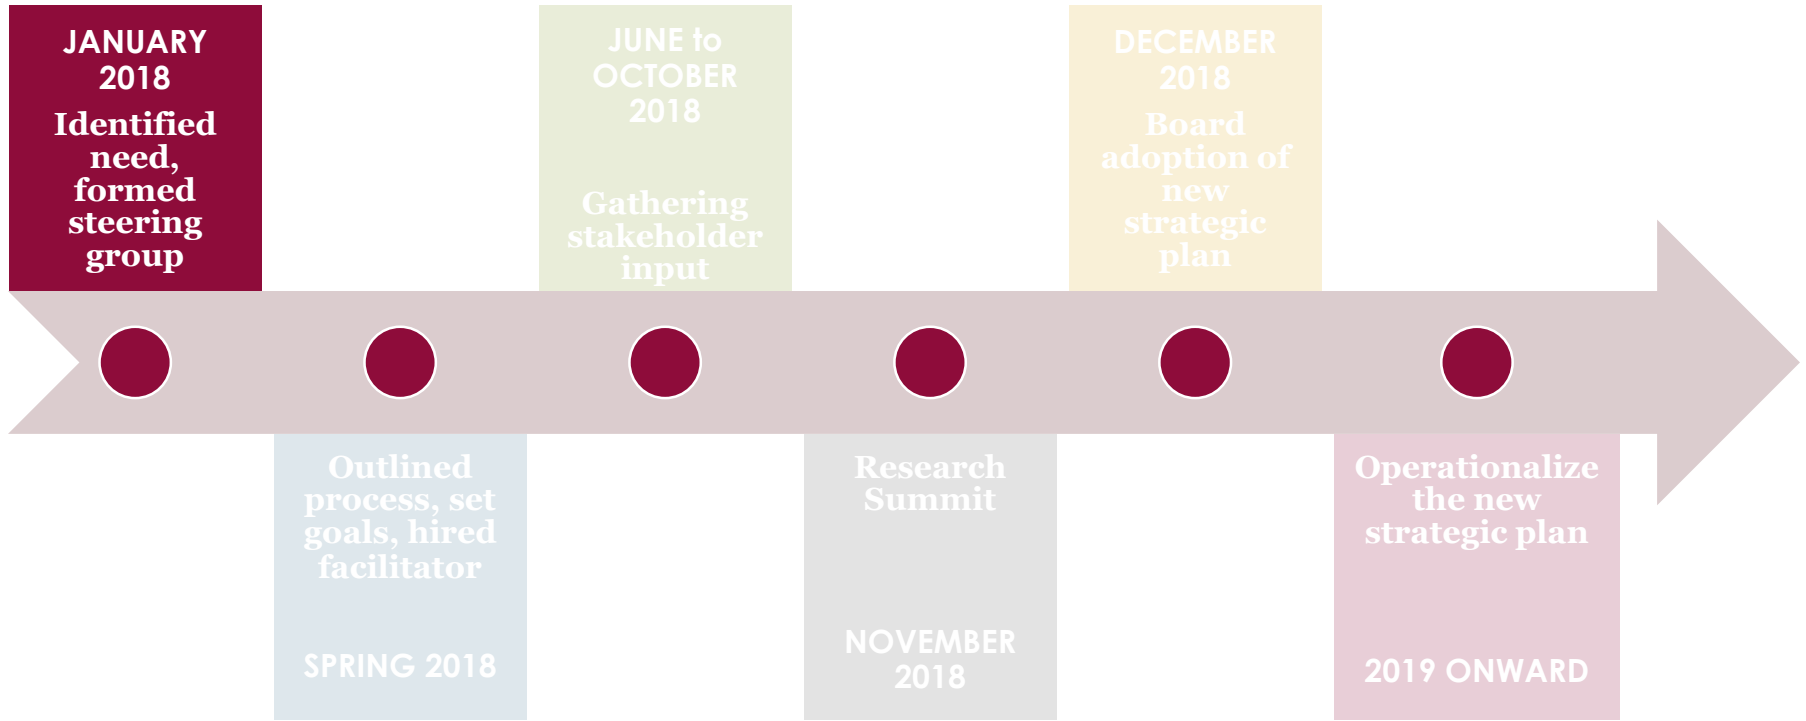 JANUARY
2018
Identified
need,
formed
steering
group
Outlined
process, set
goals, hired
facilitator
SPRING 2018
JUNE to
OCTOBER
2018
Gathering
stakeholder
input
Research
Summit
NOVEMBER
2018
DECEMBER
2018
Board
adoption of
new
strategic
plan
Operationalize
the new
strategic plan
2019 ONWARD